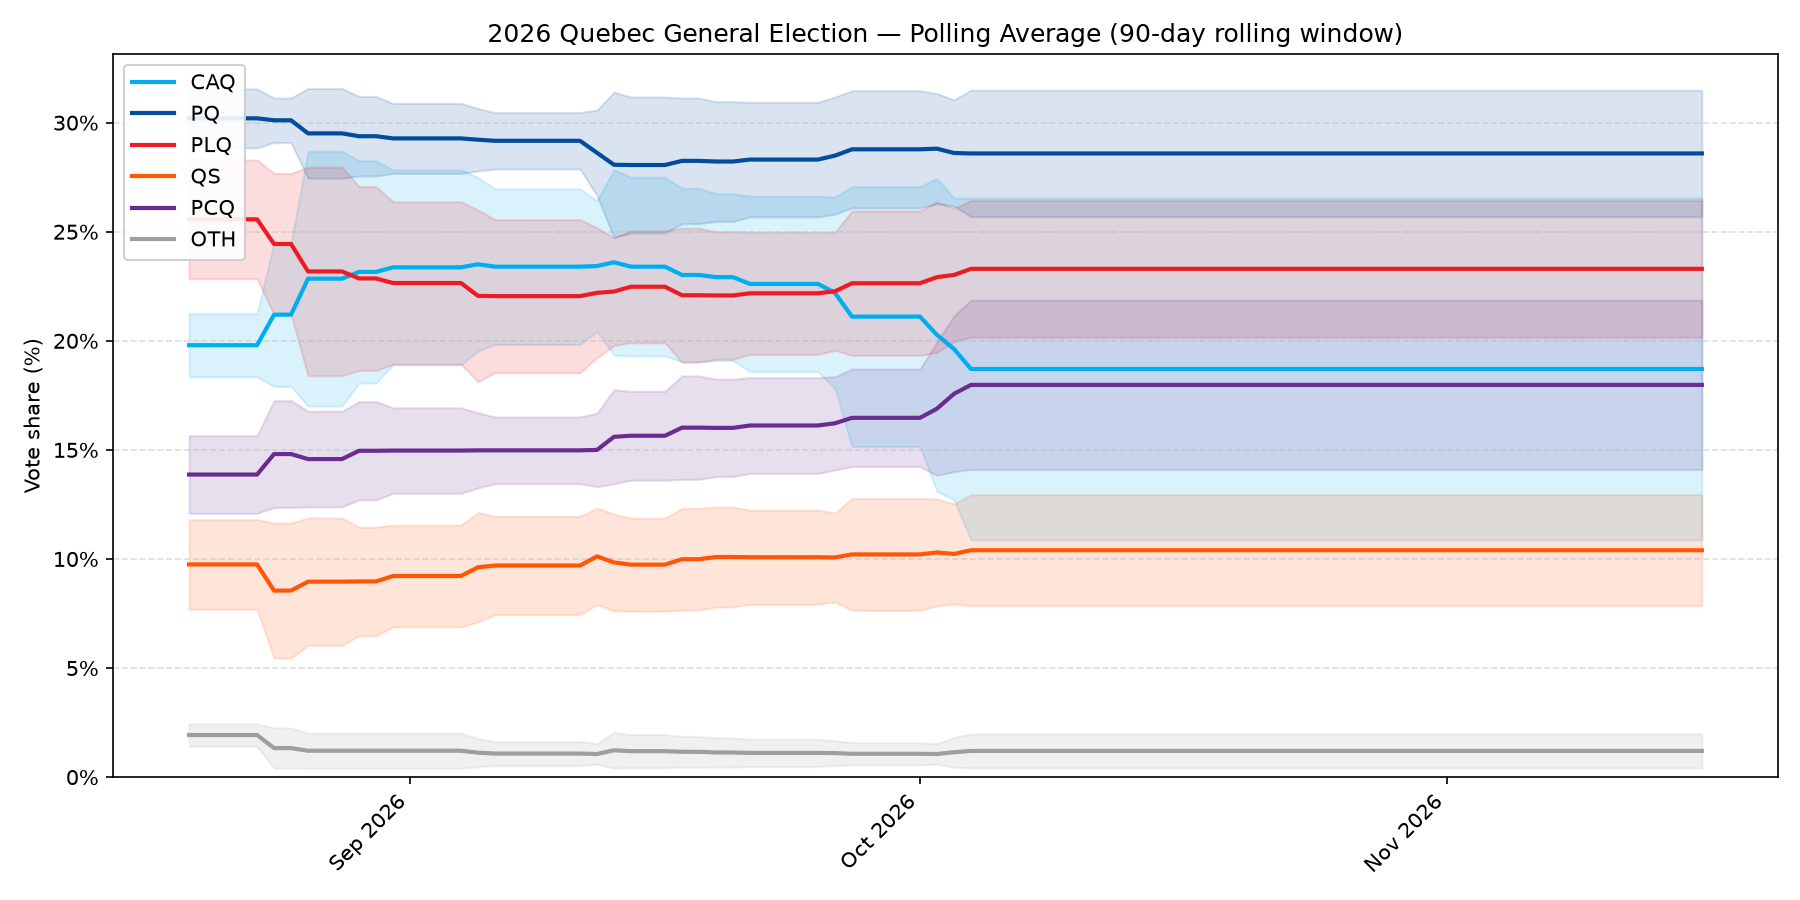 2026 Quebec General Election — Polling Average (90-day rolling window)
CAQ
PQ
PLQ
QS
PCQ
OTH
Vote share (%)
30%
25%
20%
15%
10%
5%
0%
Sep 2026
Oct 2026
Nov 2026